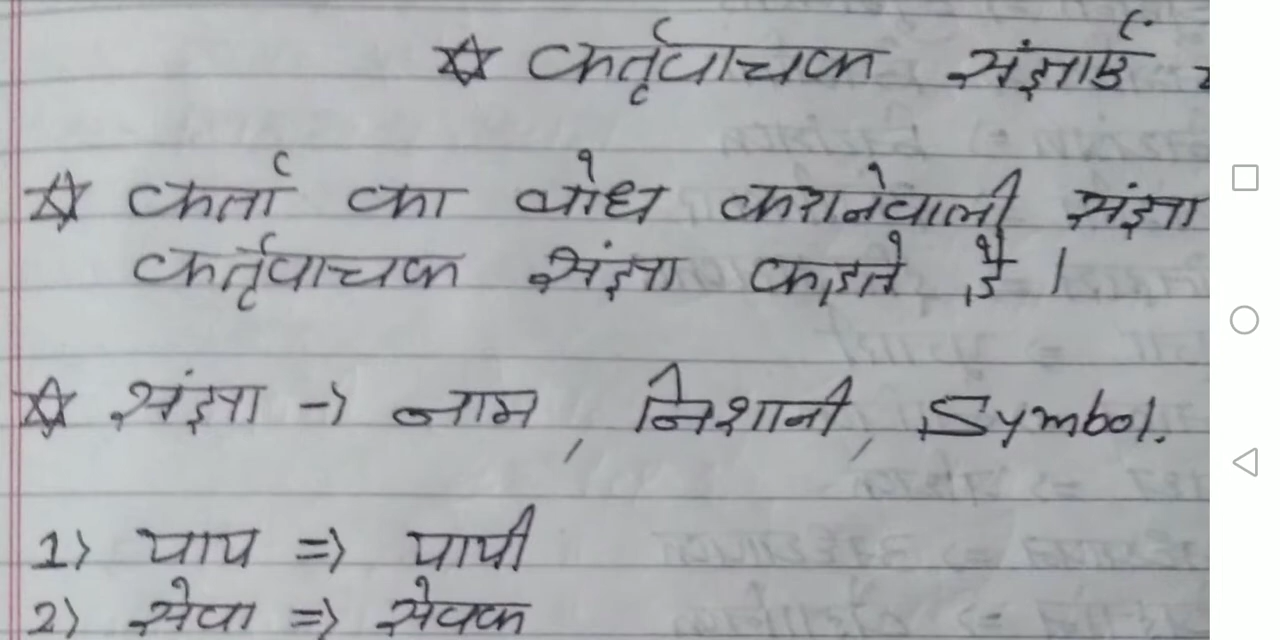 ☆ कर्तृवाचक संज्ञाएँ
☆ कर्ता का बोध करानेवाली संज्ञा
कर्तृवाचक संज्ञा कहते है ।
☆ संज्ञा -> नाम, निशानी, Symbol.
1) पाप => पापी
2) सेवा => सेवक